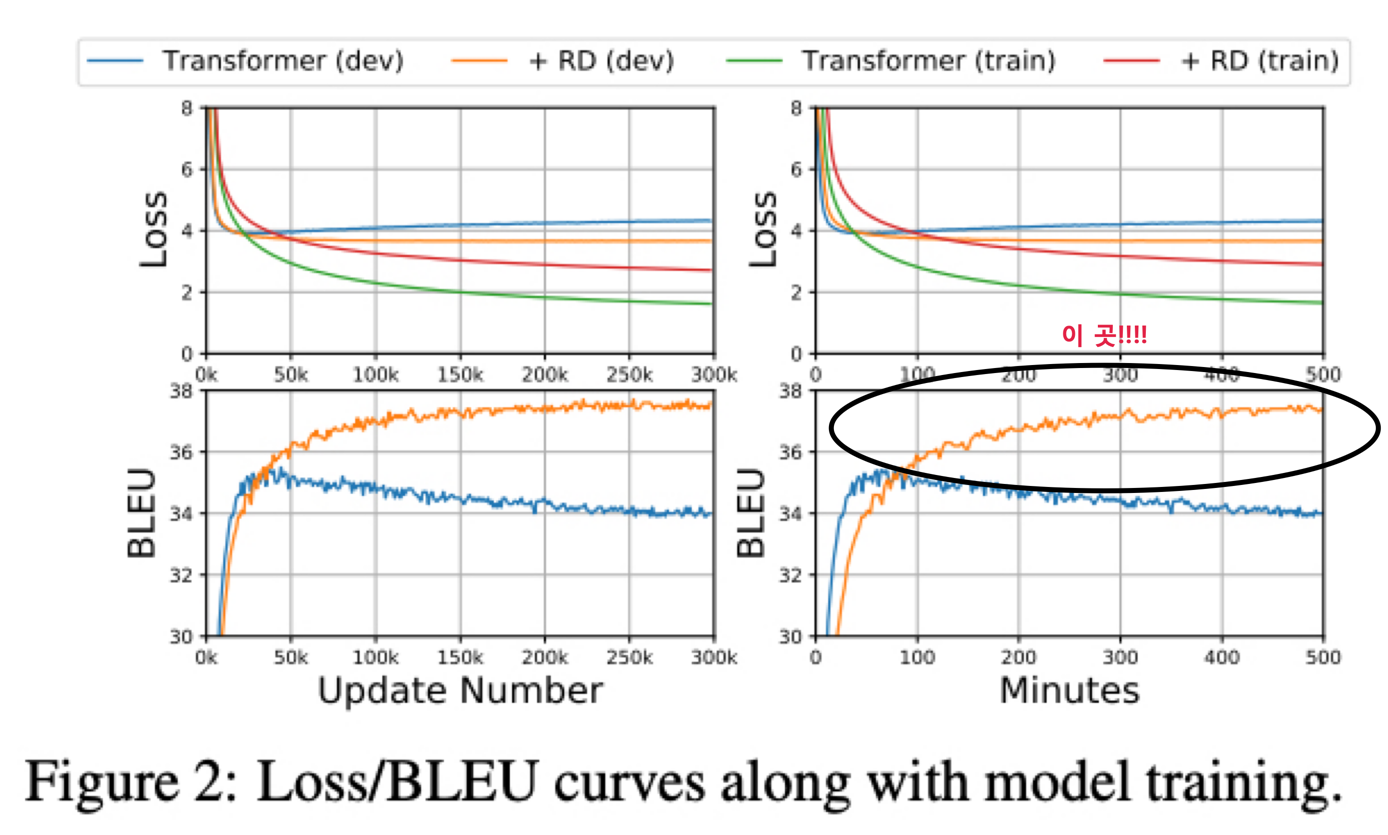 Transformer (dev) + RD (dev) Transformer (train) + RD (train)
8 8
6 6
Loss 4 Loss 4
2 2
이 곳!!!!
0 0
0k 50k 100k 150k 200k 250k 300k 0 100 200 300 400 500
38 38
36 36
BLEU 34 BLEU 34
32 32
30 30
0k 50k 100k 150k 200k 250k 300k 0 100 200 300 400 500
Update Number Minutes
Figure 2: Loss/BLEU curves along with model training.